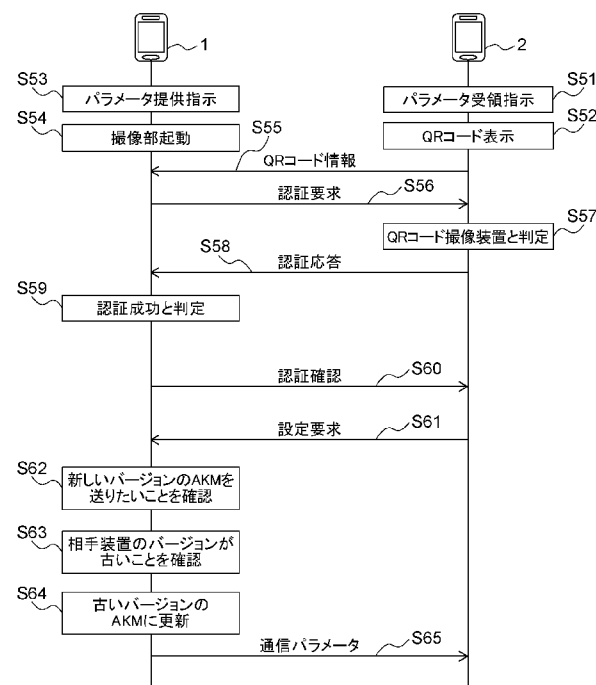 1
2
S53
パラメータ提供指示
S51
パラメータ受領指示
S54
撮像部起動
S52
QRコード表示
S55
QRコード情報
S56
認証要求
S57
QRコード撮像装置と判定
S58
認証応答
S59
認証成功と判定
S60
認証確認
S61
設定要求
S62
新しいバージョンのAKMを
送りたいことを確認
S63
相手装置のバージョンが
古いことを確認
S64
古いバージョンの
AKMに更新
S65
通信パラメータ